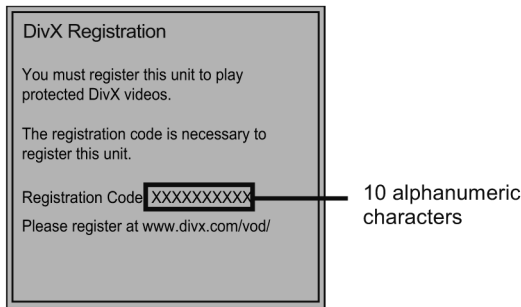 DivX Registration
You must register this unit to play
protected DivX videos.
The registration code is necessary to
register this unit.
Registration Code XXXXXXXXXX
Please register at www.divx.com/vod/
10 alphanumeric
characters